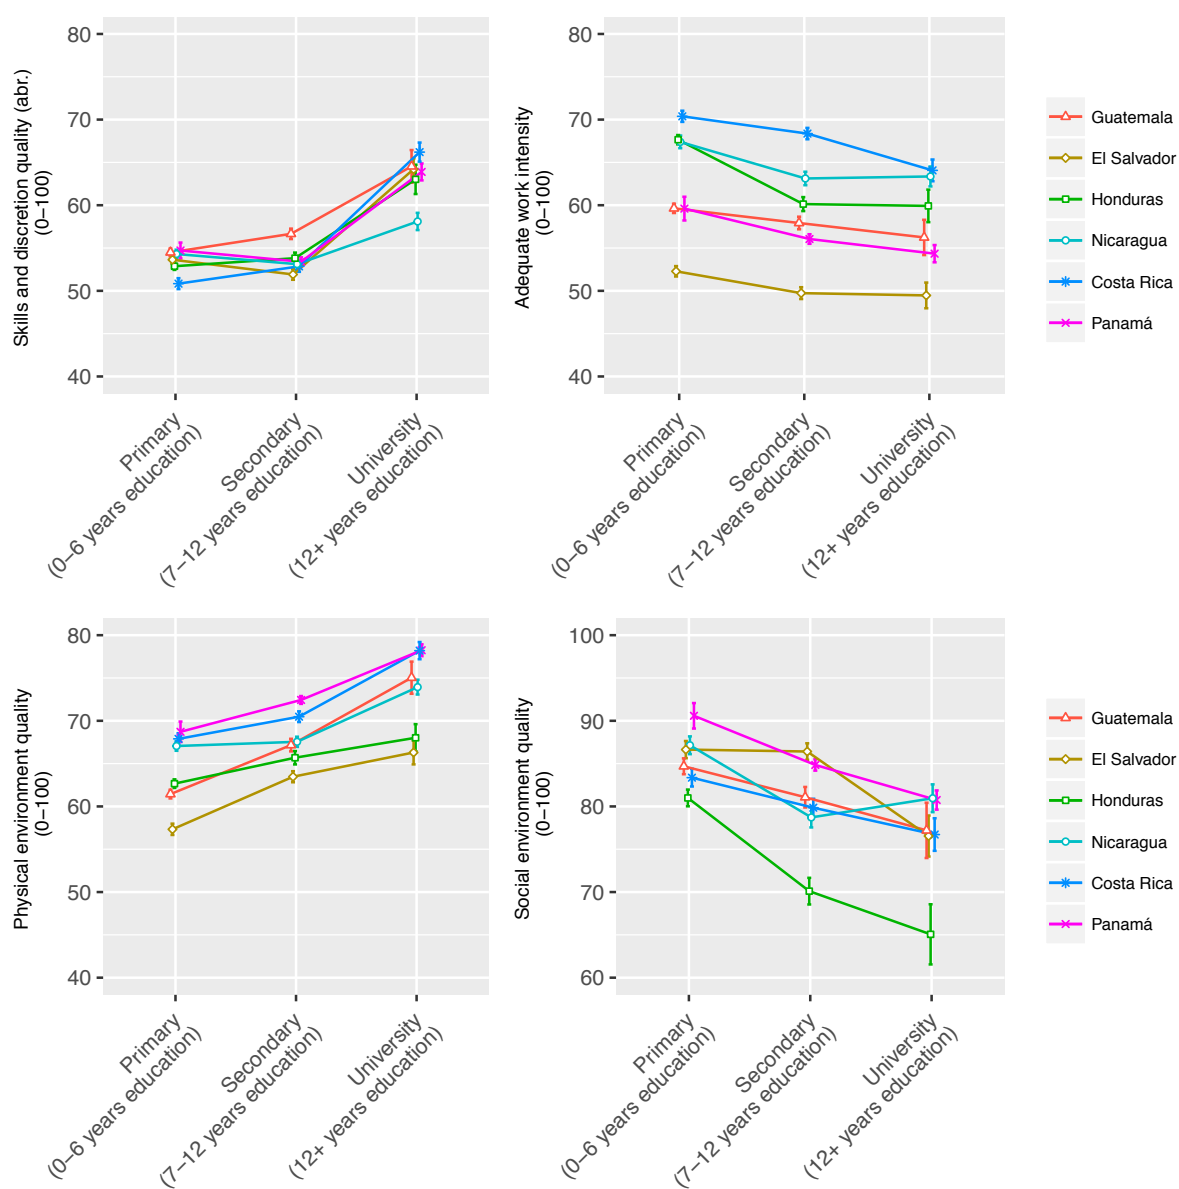 Skills and discretion quality (abr.)
(0−100)
80
70
60
50
40
Primary
(0−6 years education)
Secondary
(7−12 years education)
University
(12+ years education)
Adequate work intensity
(0−100)
80
70
60
50
40
Primary
(0−6 years education)
Secondary
(7−12 years education)
University
(12+ years education)
Guatemala
El Salvador
Honduras
Nicaragua
Costa Rica
Panamá
Physical environment quality
(0−100)
80
70
60
50
40
Primary
(0−6 years education)
Secondary
(7−12 years education)
University
(12+ years education)
Social environment quality
(0−100)
100
90
80
70
60
Primary
(0−6 years education)
Secondary
(7−12 years education)
University
(12+ years education)
Guatemala
El Salvador
Honduras
Nicaragua
Costa Rica
Panamá